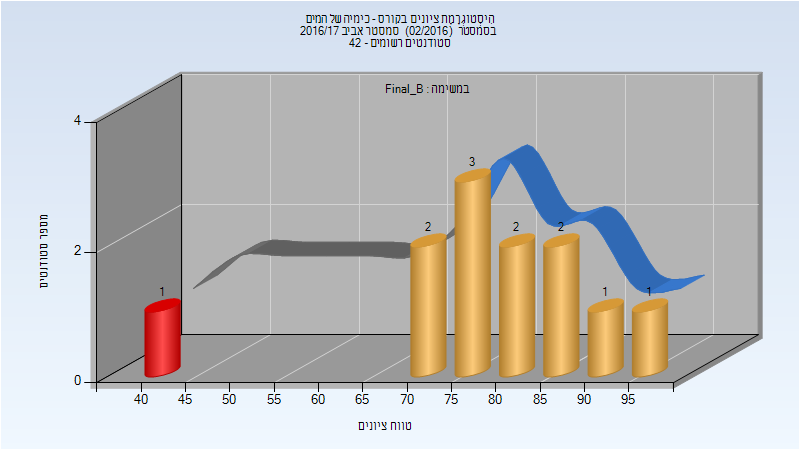 היסטוגרמת ציונים בקורס - כימיה של המים
בסמסטר (02/2016) סמסטר אביב 2016/17
סטודנטים רשומים - 42
במשימה : Final_B
מספר סטודנטים
4
2
0
1
2
3
2
2
1
1
40 45 50 55 60 65 70 75 80 85 90 95
טווח ציונים